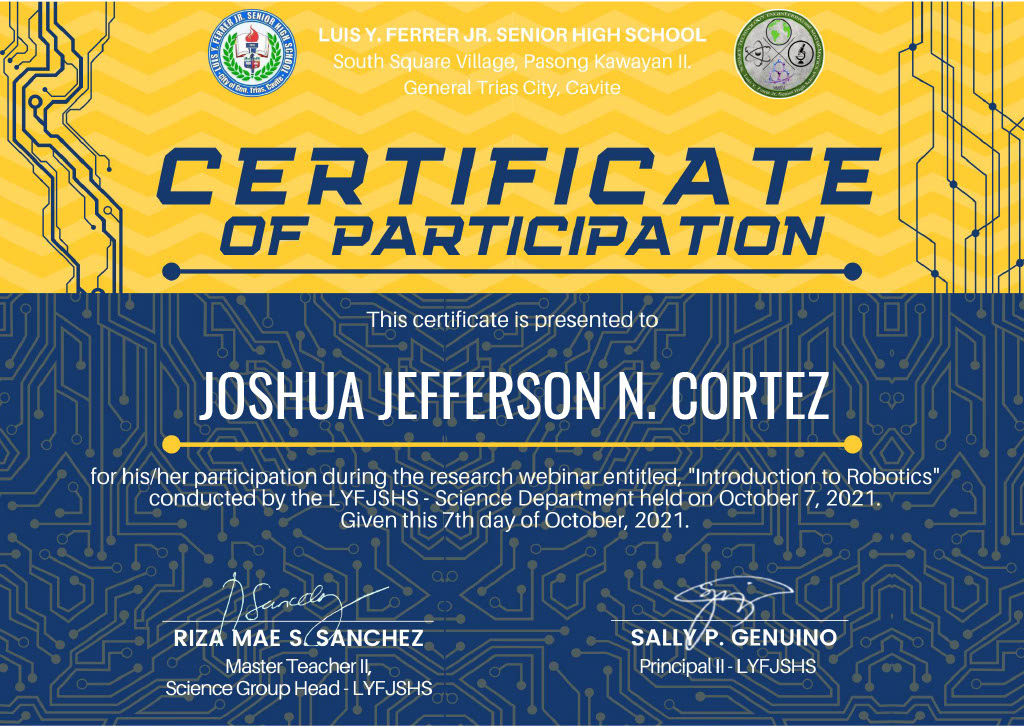 LUIS Y. FERRER JR. SENIOR HIGH SCHOOL
South Square Village, Pasong Kawayan II.
General Trias City, Cavite
LUIS Y. FERRER JR. SENIOR HIGH SCHOOL
City of Gen. Trias, Cavite
CERTIFICATE
OF PARTICIPATION
This certificate is presented to
JOSHUA JEFFERSON N. CORTEZ
for his/her participation during the research webinar entitled, "Introduction to Robotics"
conducted by the LYFJSHS - Science Department held on October 7, 2021.
Given this 7th day of October, 2021.
RIZA MAE S. SANCHEZ
Master Teacher II,
Science Group Head - LYFJSHS
SALLY P. GENUINO
Principal II - LYFJSHS